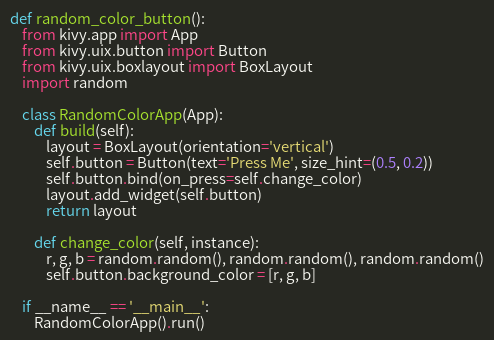 def random_color_button():
    from kivy.app import App
    from kivy.uix.button import Button
    from kivy.uix.boxlayout import BoxLayout
    import random

    class RandomColorApp(App):
        def build(self):
            layout = BoxLayout(orientation='vertical')
            self.button = Button(text='Press Me', size_hint=(0.5, 0.2))
            self.button.bind(on_press=self.change_color)
            layout.add_widget(self.button)
            return layout

        def change_color(self, instance):
            r, g, b = random.random(), random.random(), random.random()
            self.button.background_color = [r, g, b]

    if __name__ == '__main__':
        RandomColorApp().run()